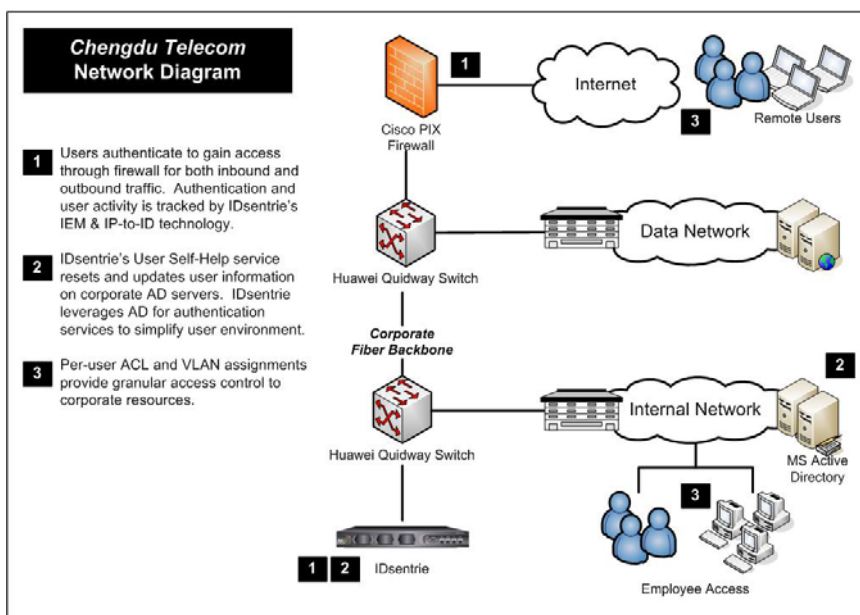 Chengdu Telecom
Network Diagram
1
Users authenticate to gain access
through firewall for both inbound and
outbound traffic. Authentication and
user activity is tracked by IDsentrie's
IEM & IP-to-ID technology.
2
IDsentrie's User Self-Help service
resets and updates user information
on corporate AD servers. IDsentrie
leverages AD for authentication
services to simplify user environment.
3
Per-user ACL and VLAN assignments
provide granular access control to
corporate resources.
1
Cisco PIX
Firewall
Internet
3
Remote Users
Huawei Quidway Switch
Data Network
Corporate
Fiber Backbone
Huawei Quidway Switch
Internal Network
2
MS Active
Directory
3
Employee Access
1 2
IDsentrie